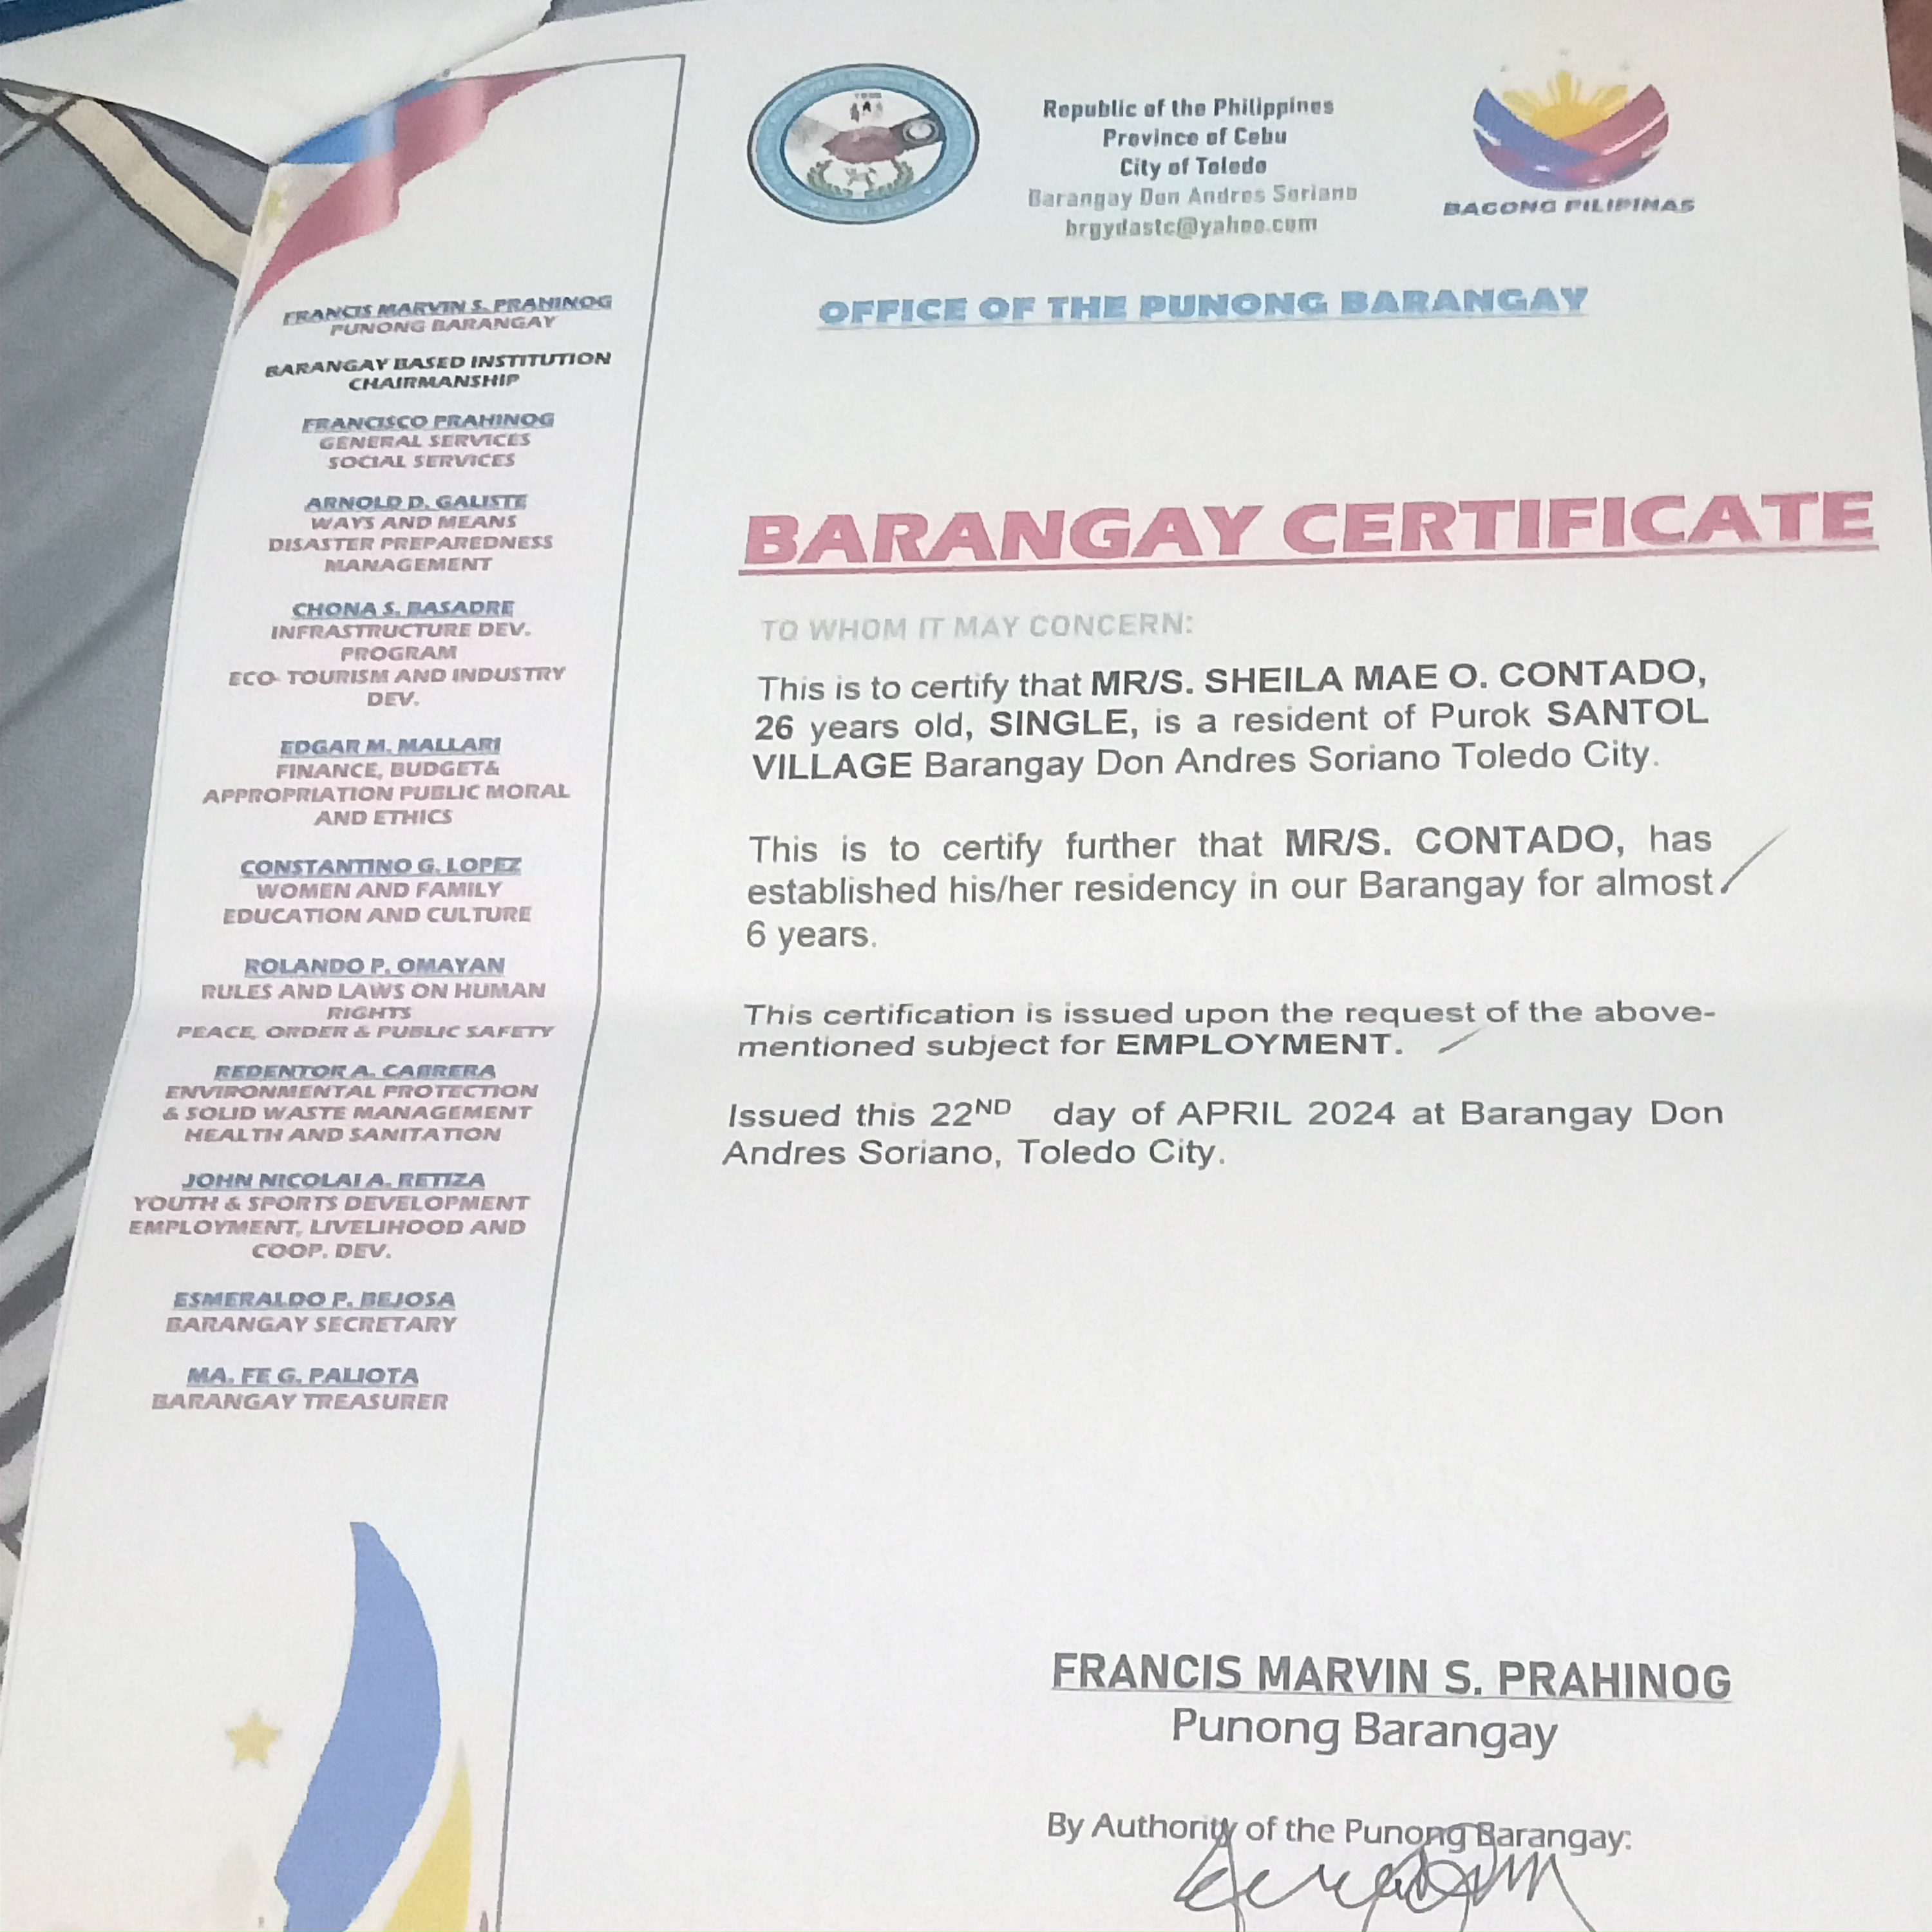 Republic of the Philippines
Province of Cebu
City of Toledo
Barangay Don Andres Soriano
brgydastc@yahoo.com
BAGONG PILIPINAS
OFFICE OF THE PUNONG BARANGAY
FRANCIS MARVIN S. PRAHINOG
PUNONG BARANGAY
BARANGAY BASED INSTITUTION
CHAIRMANSHIP
FRANCISCO PRAHINOG
GENERAL SERVICES
SOCIAL SERVICES
ARNOLD D. GALISTE
WAYS AND MEANS
DISASTER PREPAREDNESS
MANAGEMENT
CHONA S. BASADRE
INFRASTRUCTURE DEV.
PROGRAM
ECO- TOURISM AND INDUSTRY
DEV.
EDGAR M. MALLARI
FINANCE, BUDGET&
APPROPRIATION PUBLIC MORAL
AND ETHICS
CONSTANTINO G. LOPEZ
WOMEN AND FAMILY
EDUCATION AND CULTURE
ROLANDO P. OMAYAN
RULES AND LAWS ON HUMAN
RIGHTS
PEACE, ORDER & PUBLIC SAFETY
REDENTOR A. CABRERA
ENVIRONMENTAL PROTECTION
& SOLID WASTE MANAGEMENT
HEALTH AND SANITATION
JOHN NICOLAI A. RETIZA
YOUTH & SPORTS DEVELOPMENT
EMPLOYMENT, LIVELIHOOD AND
COOP. DEV.
ESMERALDO P. BEJOSA
BARANGAY SECRETARY
MA. FE G. PALIOTA
BARANGAY TREASURER
BARANGAY CERTIFICATE
TO WHOM IT MAY CONCERN:
This is to certify that MR/S. SHEILA MAE O. CONTADO,
26 years old, SINGLE, is a resident of Purok SANTOL
VILLAGE Barangay Don Andres Soriano Toledo City.
This is to certify further that MR/S. CONTADO, has
established his/her residency in our Barangay for almost
6 years.
This certification is issued upon the request of the above-
mentioned subject for EMPLOYMENT.
Issued this 22ND day of APRIL 2024 at Barangay Don
Andres Soriano, Toledo City.
FRANCIS MARVIN S. PRAHINOG
Punong Barangay
By Authority of the Punong Barangay: